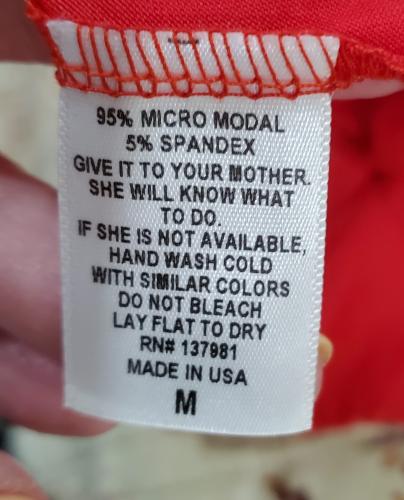 95% MICRO MODAL
5% SPANDEX
GIVE IT TO YOUR MOTHER.
SHE WILL KNOW WHAT
TO DO.
IF SHE IS NOT AVAILABLE,
HAND WASH COLD
WITH SIMILAR COLORS
DO NOT BLEACH
LAY FLAT TO DRY
RN# 137981
MADE IN USA
M